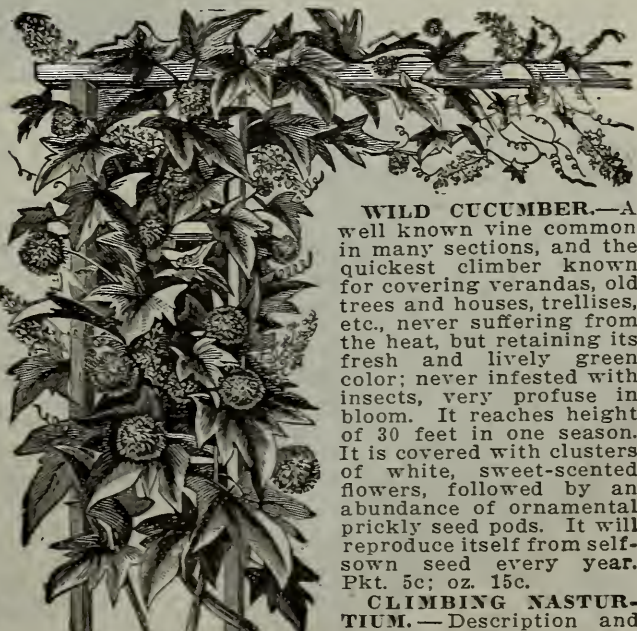 WILD CUCUMBER.—A
well known vine common
in many sections, and the
quickest climber known
for covering verandas, old
trees and houses, trellises,
etc., never suffering from
the heat, but retaining its
fresh and lively green
color; never infested with
insects, very profuse in
bloom. It reaches height
of 30 feet in one season.
It is covered with clusters
of white, sweet-scented
flowers, followed by an
abundance of ornamental
prickly seed pods. It will
reproduce itself from self-
sown seed every year.
Pkt. 5c; oz. 15c.
CLIMBING NASTUR-
TIUM.—Description and